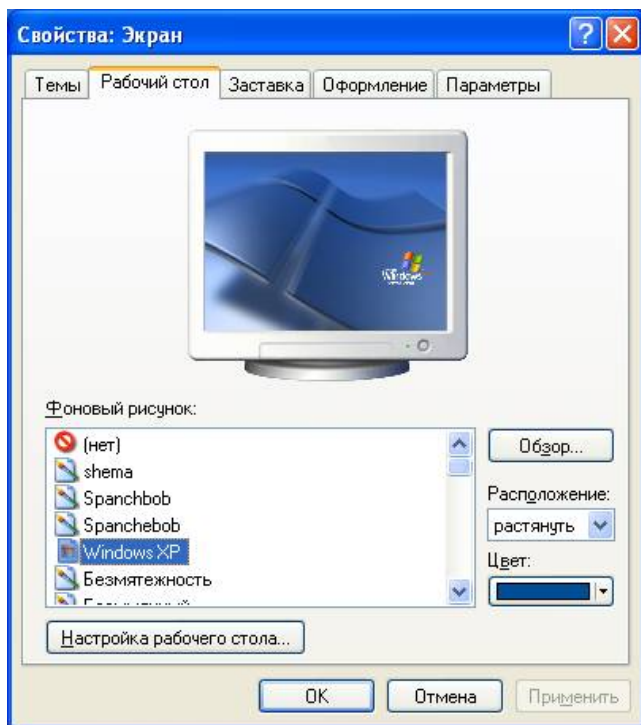 Свойства: Экран
Темы Рабочий стол Заставка Оформление Параметры
Windows
Фоновый рисунок:
(нет)
shema
Spanchbob
Spanchebob
Windows XP
Безмятежность
Обзор...
Расположение:
растянуть
Цвет:
Настройка рабочего стола...
ОК Отмена Применить